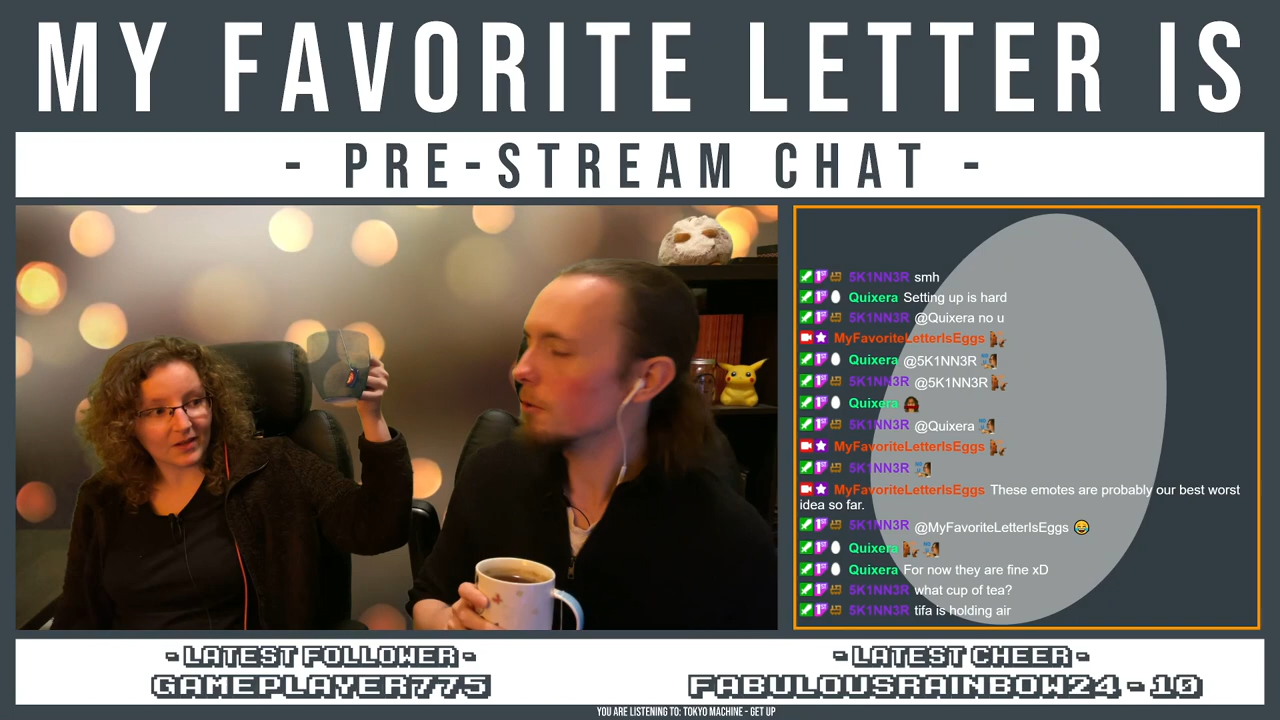 MY FAVORITE LETTER IS
- PRE-STREAM CHAT -
5K1NN3R smh
Quixera Setting up is hard
5K1NN3R @Quixera no u
MyFavoriteLetterIsEggs
Quixera @5K1NN3R
5K1NN3R @5K1NN3R
Quixera
5K1NN3R @Quixera
MyFavoriteLetterIsEggs
5K1NN3R
MyFavoriteLetterIsEggs These emotes are probably our best worst
idea so far.
5K1NN3R @MyFavoriteLetterIsEggs 😂
Quixera
Quixera For now they are fine xD
5K1NN3R what cup of tea?
5K1NN3R tifa is holding air
- LATEST FOLLOWER -
GAMEPLAYER775
- LATEST CHEER -
FABULOUSRAINBOW24 - 10
YOU ARE LISTENING TO: TOKYO MACHINE - GET UP